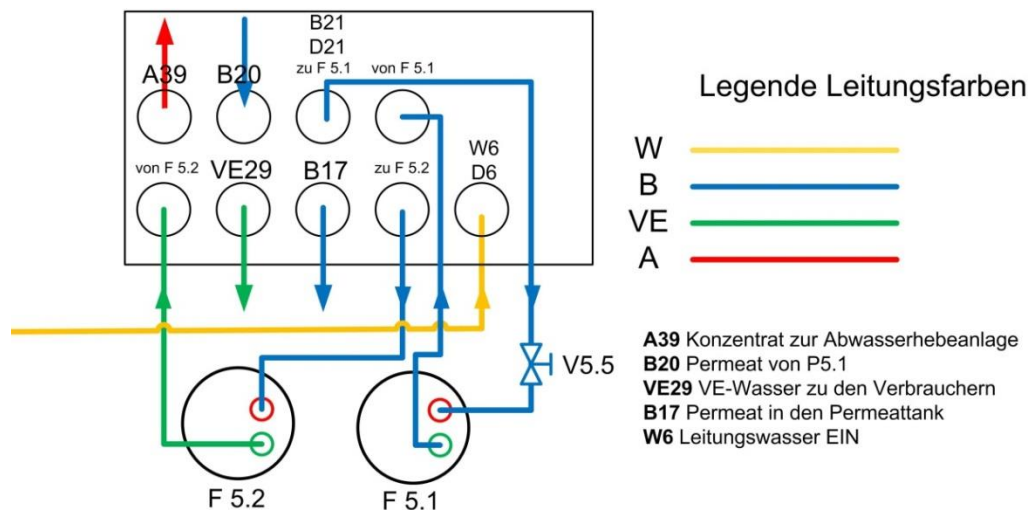 B21
D21
A39
B20
zu F 5.1
von F 5.1
von F 5.2
VE29
B17
zu F 5.2
W6
D6
V5.5
F 5.2
F 5.1
Legende Leitungsfarben
W
B
VE
A
A39 Konzentrat zur Abwasserhebeanlage
B20 Permeat von P5.1
VE29 VE-Wasser zu den Verbrauchern
B17 Permeat in den Permeattank
W6 Leitungswasser EIN